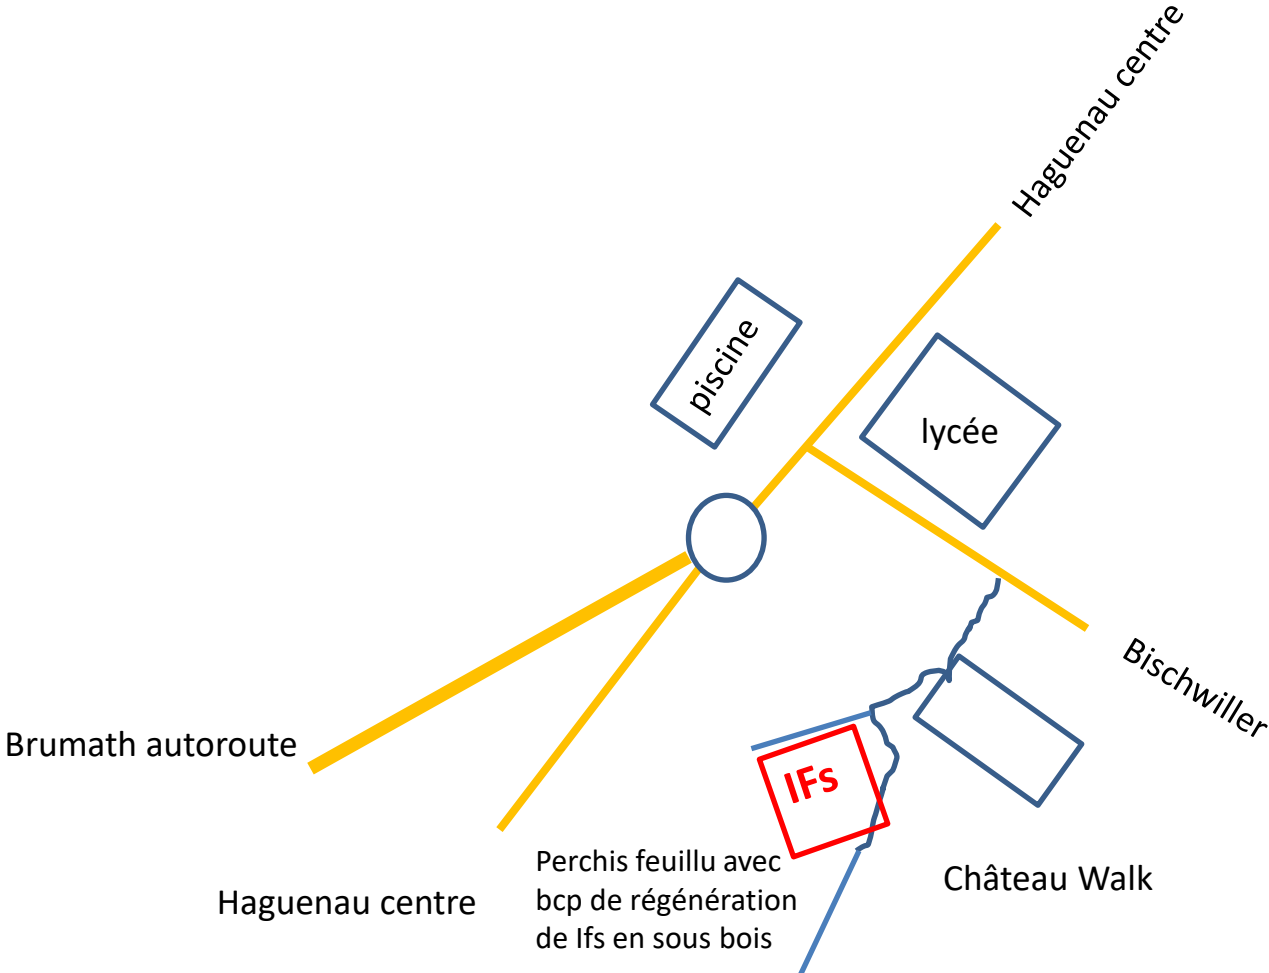 Haguenau centre
piscine
lycée
Bischwiller
Brumath autoroute
IFs
Perchis feuillu avec
bcp de régénération
de Ifs en sous bois
Château Walk
Haguenau centre